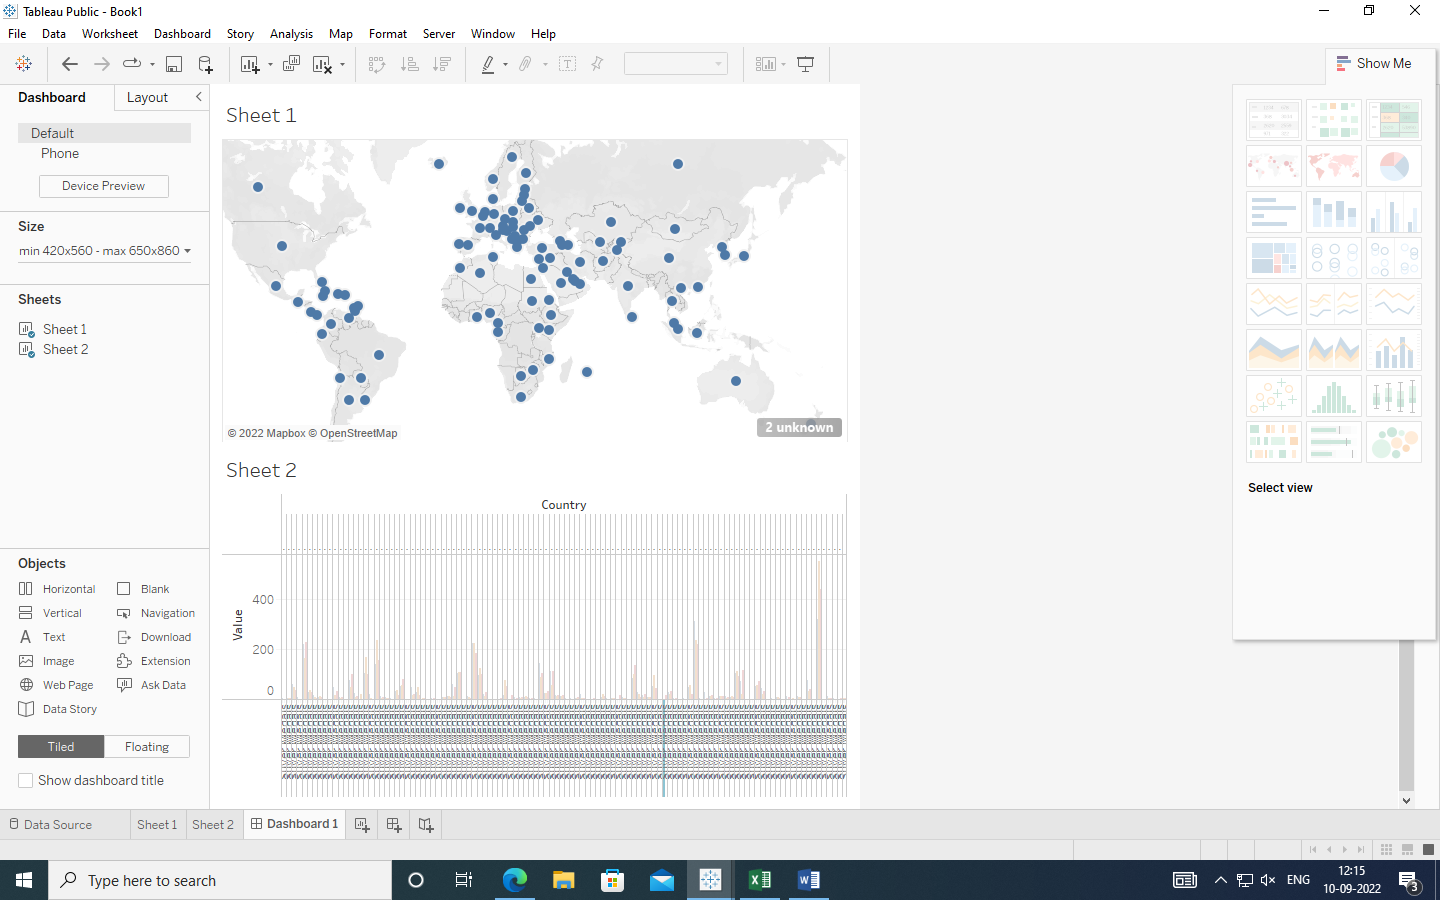 Tableau Public - Book1
File Data Worksheet Dashboard Story Analysis Map Format Server Window Help
Show Me
Dashboard Layout
Default
Phone
Device Preview
Size
min 420x560 - max 650x860
Sheets
Sheet 1
Sheet 2
Objects
Horizontal Blank
Vertical Navigation
Text Download
Image Extension
Web Page Ask Data
Data Story
Tiled Floating
Show dashboard title
Sheet 1
© 2022 Mapbox © OpenStreetMap
2 unknown
Sheet 2
Country
Value
400
200
0
Select view
Data Source Sheet 1 Sheet 2 Dashboard 1
Type here to search
ENG
12:15
10-09-2022
3